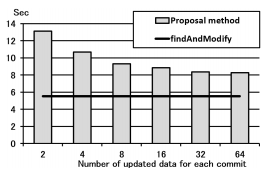 Sec
14
12
10
8
6
4
2
0
Proposal method
findAndModify
2 4 8 16 32 64
Number of updated data for each commit